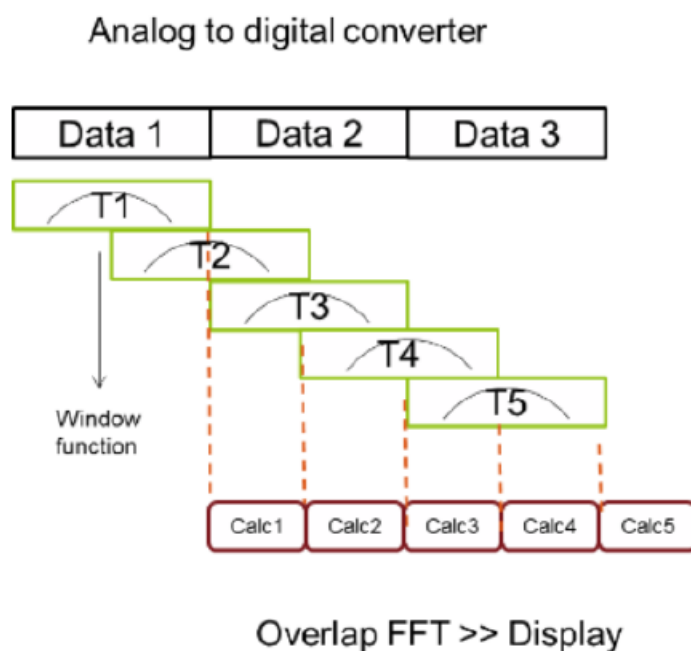 Analog to digital converter
Data 1 Data 2 Data 3
T1
T2
T3
T4
T5
Window
function
Calc1 Calc2 Calc3 Calc4 Calc5
Overlap FFT >> Display